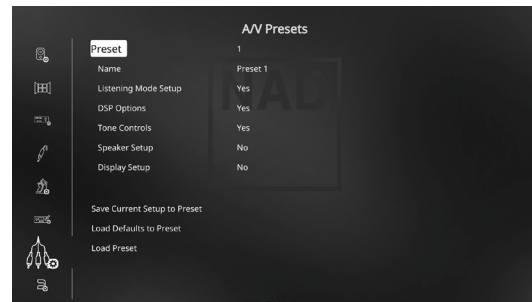 A/V Presets
Preset 1
Name Preset 1
Listening Mode Setup Yes
DSP Options Yes
Tone Controls Yes
Speaker Setup No
Display Setup No
Save Current Setup to Preset
Load Defaults to Preset
Load Preset
NAD